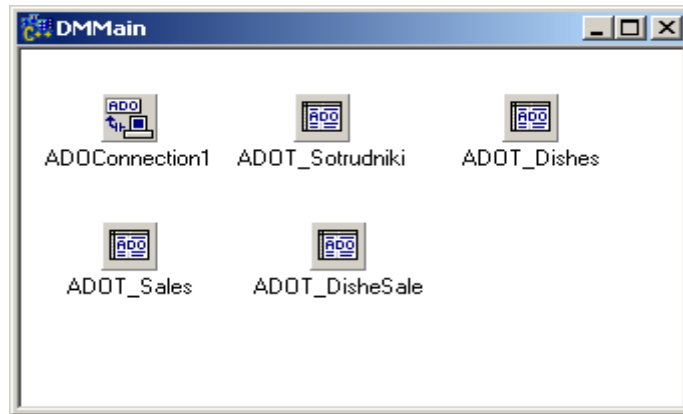 DMMain
ADO
ADOConnection1
ADO
ADOT_Sotrudniki
ADO
ADOT_Dishes
ADO
ADOT_Sales
ADO
ADOT_DisheSale